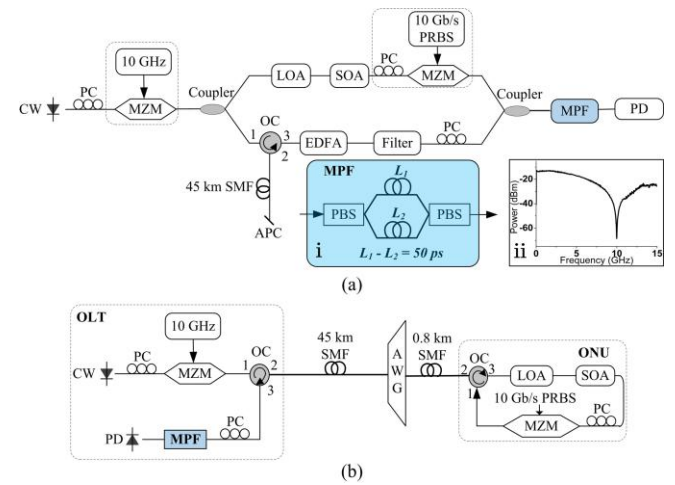 10 GHz
10 Gb/s
PRBS
CW
PC
MZM
Coupler
LOA
SOA
PC
MZM
Coupler
MPF
PD
1
OC
3
2
EDFA
Filter
PC
45 km SMF
APC
MPF
PBS
L1
L2
PBS
L1 - L2 = 50 ps
i
Power (dBm)
-20
-40
-60
0
5
10
15
Frequency (GHz)
ii
(a)
OLT
10 GHz
CW
PC
MZM
OC
1
2
3
PD
MPF
PC
45 km
SMF
A
W
G
0.8 km
SMF
ONU
OC
2
3
1
LOA
SOA
10 Gb/s PRBS
MZM
PC
(b)